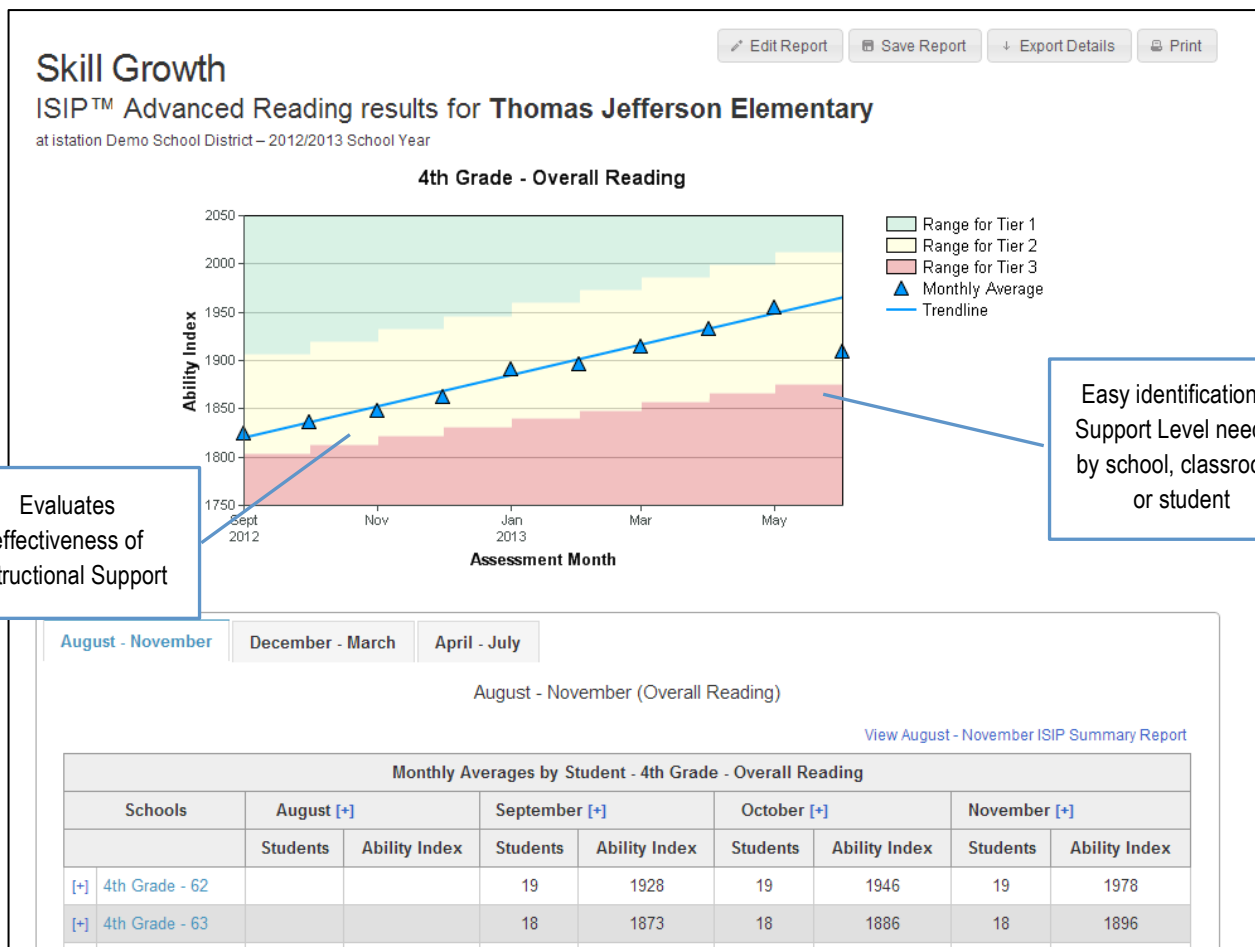 Edit Report Save Report Export Details Print
Skill Growth
ISIP™ Advanced Reading results for Thomas Jefferson Elementary
at istation Demo School District – 2012/2013 School Year
4th Grade - Overall Reading
2050
2000
1950
1900
1850
1800
1750
Ability Index
Sept
2012
Nov
Jan
2013
Mar
May
Assessment Month
Range for Tier 1
Range for Tier 2
Range for Tier 3
Monthly Average
Trendline
Easy identification
Support Level
by school,
or student
Evaluates
effectiveness of
Support
August - November December - March April - July
August - November (Overall Reading)
View August - November ISIP Summary Report
Monthly Averages by Student - 4th Grade - Overall Reading
Schools August [+] September [+] October [+] November [+]
Students Ability Index Students Ability Index Students Ability Index Students Ability Index
[+] 4th Grade - 62 19 1928 19 1946 19 1978
[+] 4th Grade - 63 18 1873 18 1886 18 1896